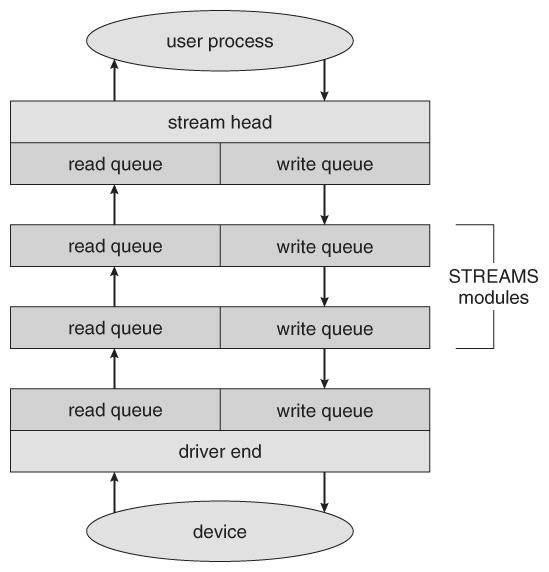 user process
stream head
read queue write queue
read queue write queue
STREAMS
modules
read queue write queue
read queue write queue
driver end
device